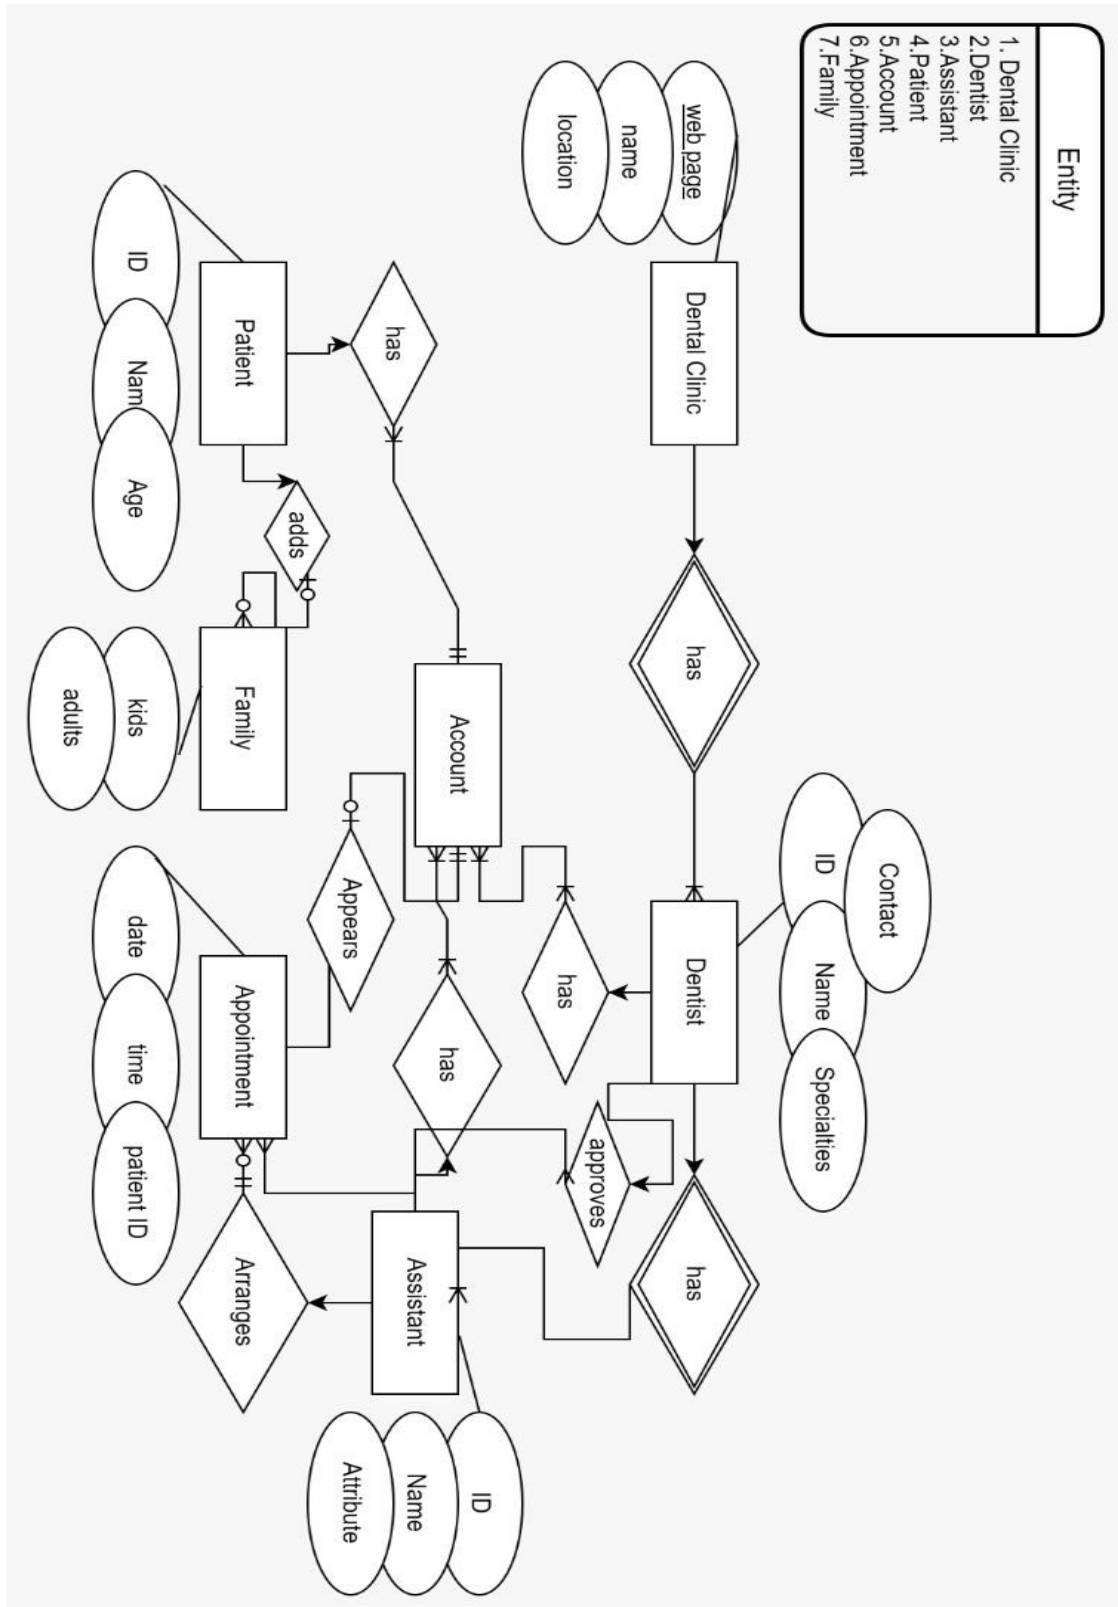 Entity
1. Dental Clinic
2.Dentist
3.Assistant
4.Patient
5.Account
6.Appointment
7.Family
web page
name
location
Dental Clinic
has
Contact
ID
Name
Specialties
Dentist
has
has
approves
ID
Name
Age
Patient
has
adds
kids
adults
Family
Account
Appears
has
date
time
patient ID
Appointment
Arranges
Assistant
ID
Name
Attribute